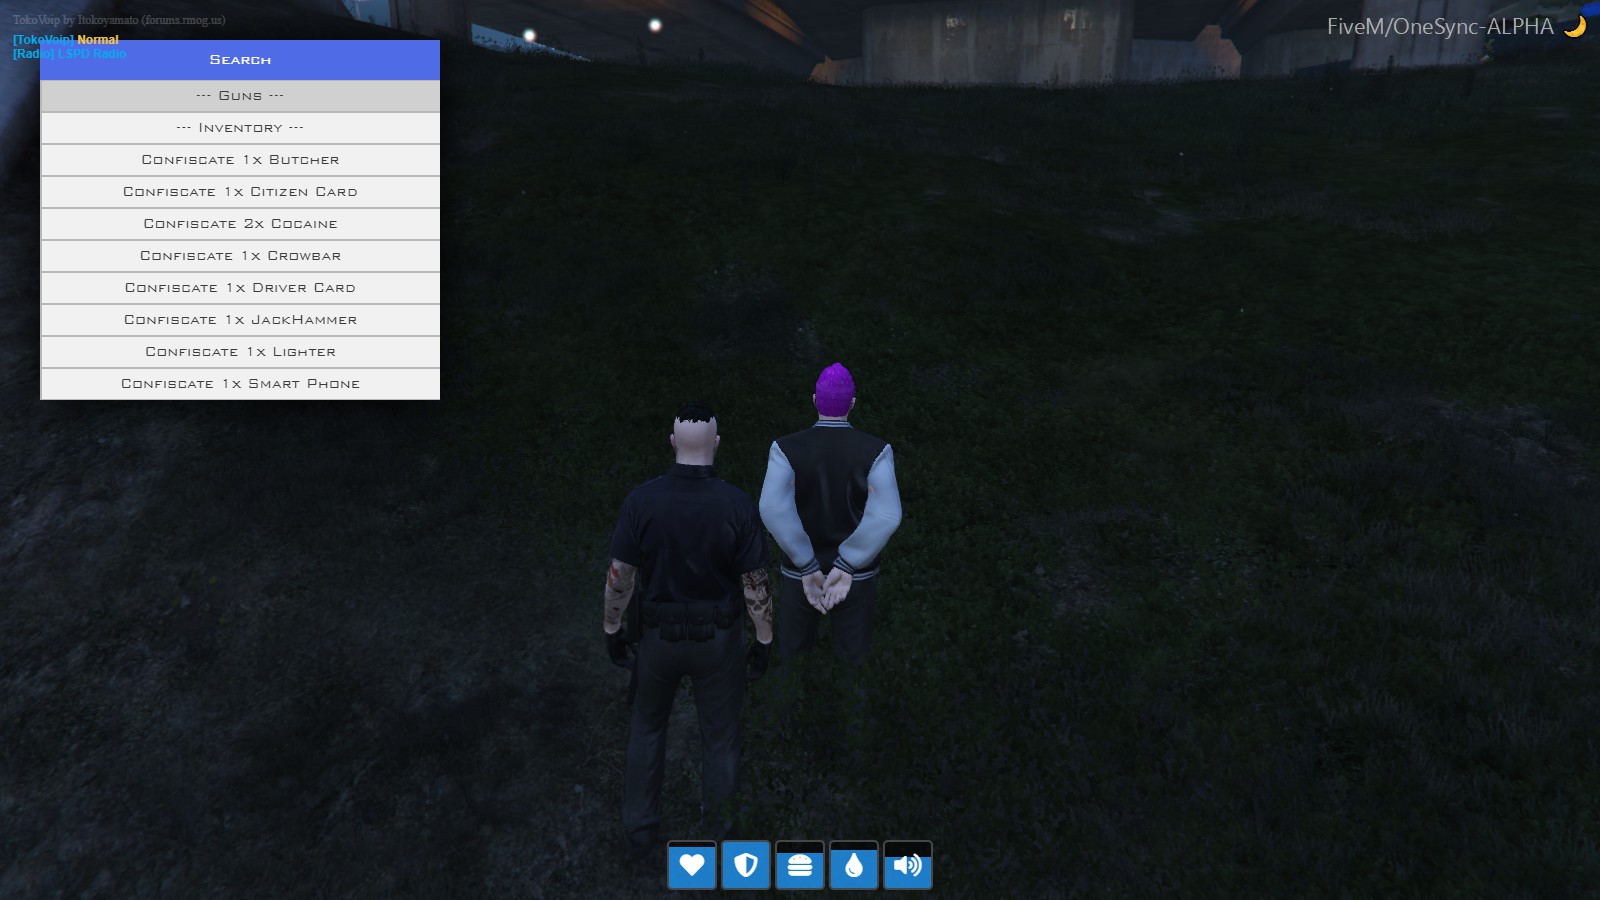 TokoVoip by Itokoyamato (forums.rmog.us)
FiveM/OneSync-ALPHA
[TokoVoip] Normal
[Radio] LSPD Radio
Search
--- Guns ---
--- Inventory ---
Confiscate 1x Butcher
Confiscate 1x Citizen Card
Confiscate 2x Cocaine
Confiscate 1x Crowbar
Confiscate 1x Driver Card
Confiscate 1x JackHammer
Confiscate 1x Lighter
Confiscate 1x Smart Phone